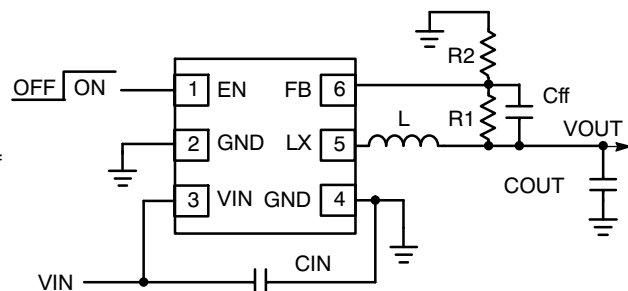 R2
OFF ON
1 EN FB 6
Cff
L R1
2 GND LX 5
VOUT
COUT
3 VIN GND 4
CIN
VIN